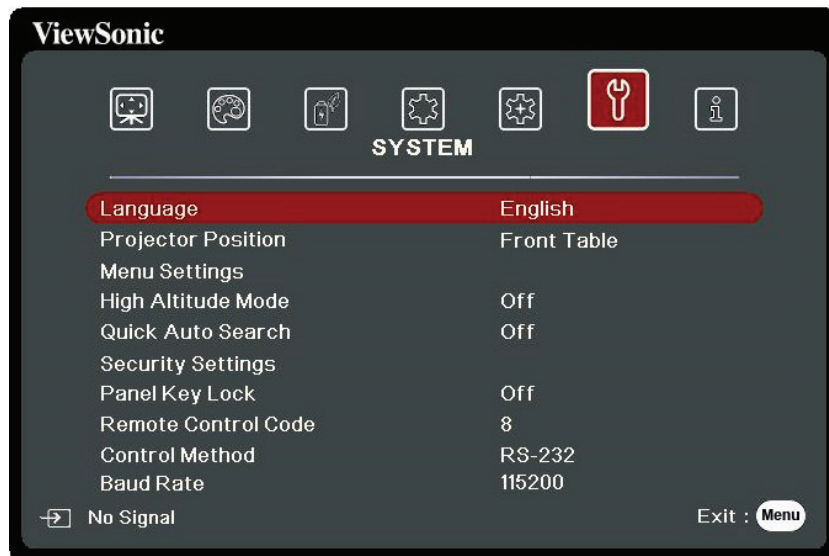 ViewSonic
SYSTEM
Language English
Projector Position Front Table
Menu Settings
High Altitude Mode Off
Quick Auto Search Off
Security Settings
Panel Key Lock Off
Remote Control Code 8
Control Method RS-232
Baud Rate 115200
No Signal Exit : Menu